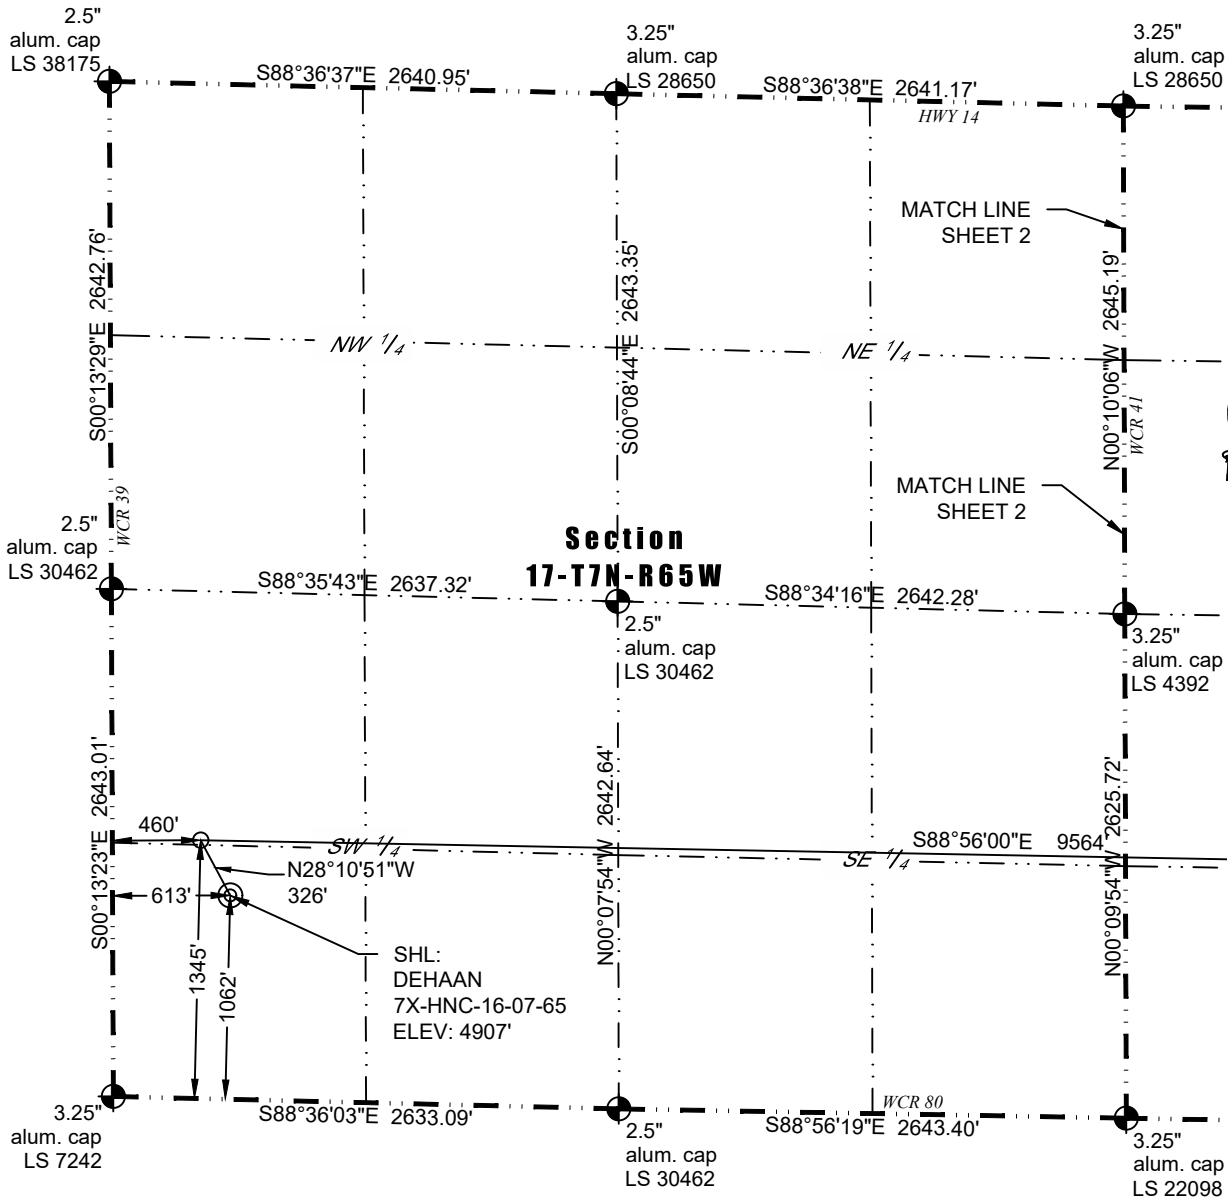 2.5"
alum. cap
LS 38175
3.25"
alum. cap
LS 28650
3.25"
alum. cap
LS 28650
S88°36'37"E 2640.95'
S88°36'38"E 2641.17'
HWY 14
MATCH LINE
SHEET 2
S00°13'29"E 2642.76'
S00°08'44"E 2643.35'
N00°10'06"W 2645.19'
NW 1/4
NE 1/4
WCR 41
WCR 39
MATCH LINE
SHEET 2
2.5"
alum. cap
LS 30462
Section
17-T7N-R65W
S88°35'43"E 2637.32'
S88°34'16"E 2642.28'
2.5"
alum. cap
LS 30462
3.25"
alum. cap
LS 4392
S00°13'23"E 2643.01'
N00°07'54"W 2642.64'
N00°09'54"W 2625.72'
460'
SW 1/4
S88°56'00"E 9564'
SE 1/4
N28°10'51"W
326'
613'
1345'
1062'
SHL:
DEHAAN
7X-HNC-16-07-65
ELEV: 4907'
3.25"
alum. cap
LS 7242
S88°36'03"E 2633.09'
WCR 80
S88°56'19"E 2643.40'
2.5"
alum. cap
LS 30462
3.25"
alum. cap
LS 22098